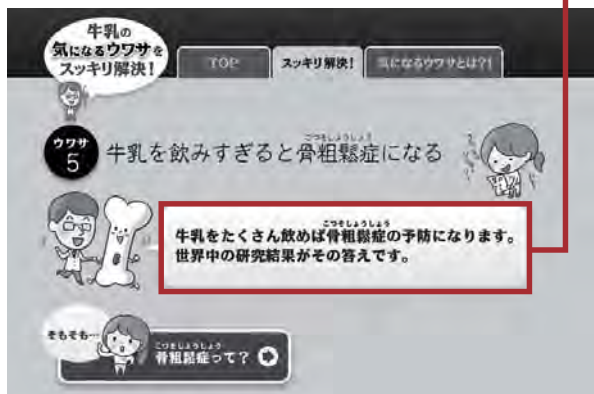 牛乳の
気になるウワサを
スッキリ解決!
TOP
スッキリ解決!
気になるウワサとは?!
ウワサ
5
牛乳を飲みすぎると骨粗鬆症になる
こつそしょうしょう
牛乳をたくさん飲めば骨粗鬆症の予防になります。
こつそしょうしょう
世界中の研究結果がその答えです。
そもそも…
こつそしょうしょう
骨粗鬆症って?